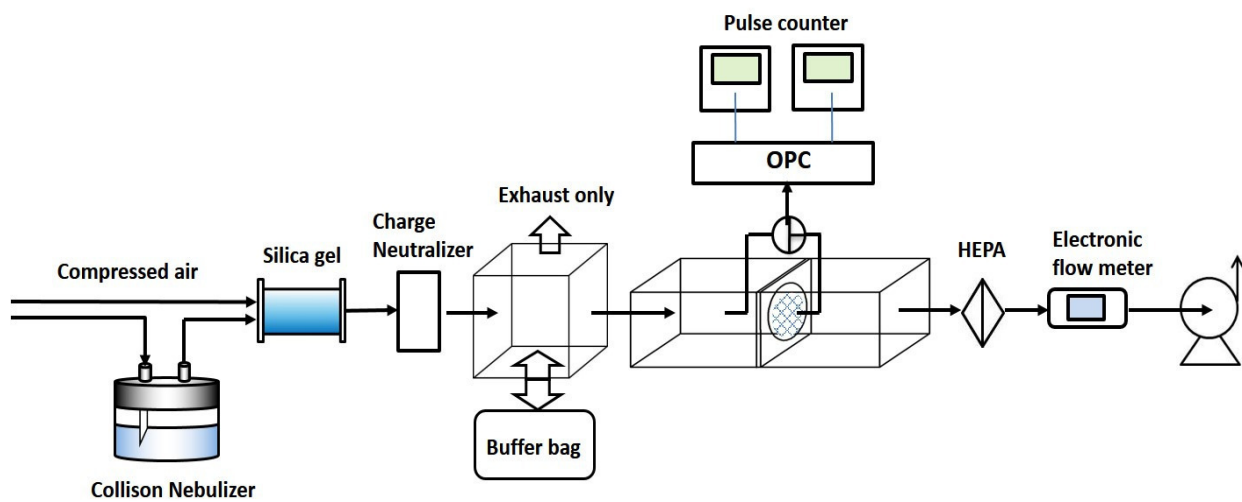 Pulse counter
OPC
Exhaust only
Charge
Neutralizer
Silica gel
Compressed air
HEPA
Electronic
flow meter
Buffer bag
Collison Nebulizer